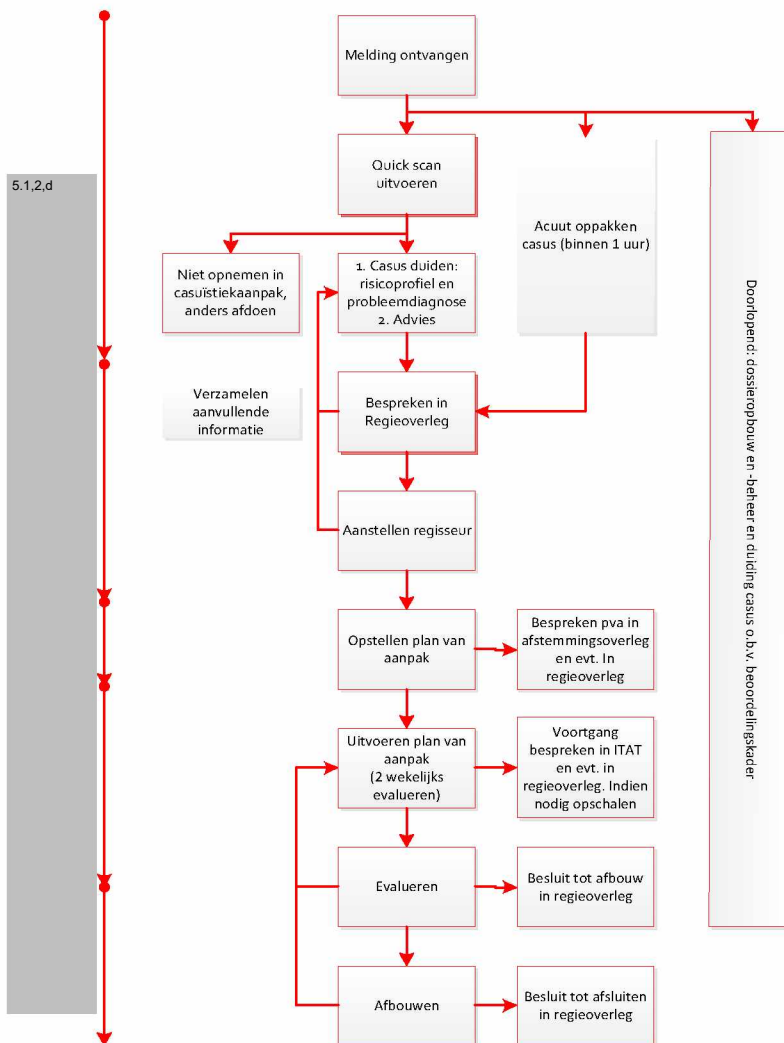 Melding ontvangen
Quick scan
uitvoeren
5.1,2,d
Acuut oppakken
casus (binnen 1 uur)
Niet opnemen in
casuïstiekaanpak,
anders afdoen
1. Casus duiden:
risicoprofiel en
probleemdiagnose
2. Advies
Doorlopend: dossieropbouw en -beheer en duiding casus o.b.v. beoordelingskader
Verzamelen
aanvullende
informatie
Bespreken in
Regieoverleg
Aanstellen regisseur
Opstellen plan van
aanpak
Bespreken pva in
afstemmingsoverleg
en evt. In
regieoverleg
Uitvoeren plan van
aanpak
(2 wekelijks
evalueren)
Voortgang
bespreken in ITAT
en evt. in
regieoverleg. Indien
nodig opschalen
Evalueren
Besluit tot afbouw
in regieoverleg
Afbouwen
Besluit tot afsluiten
in regieoverleg